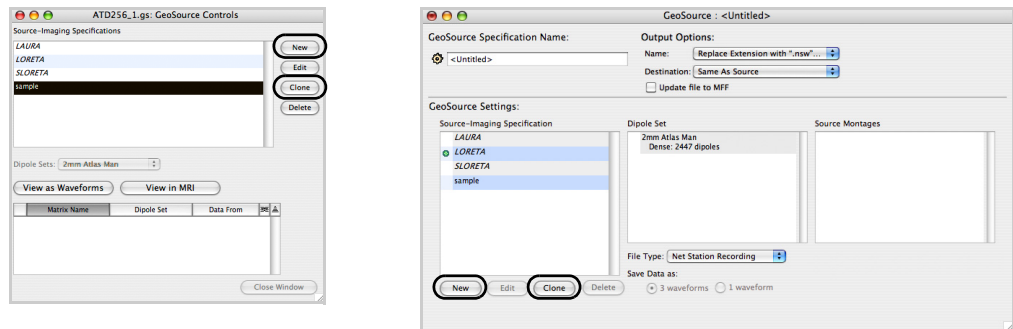 ATD256_1.gs: GeoSource Controls
Source-Imaging Specifications
LAURA
LORETA
SLORETA
sample
New
Edit
Clone
Delete
Dipole Sets: 2mm Atlas Man
View as Waveforms
View in MRI
Matrix Name
Dipole Set
Data From
Close Window
GeoSource : <Untitled>
GeoSource Specification Name:
<Untitled>
Output Options:
Name: Replace Extension with ".nsw"...
Destination: Same As Source
Update file to MFF
GeoSource Settings:
Source-Imaging Specification
LAURA
LORETA
SLORETA
sample
New
Edit
Clone
Delete
Dipole Set
2mm Atlas Man
Dense: 2447 dipoles
Source Montages
File Type: Net Station Recording
Save Data as:
3 waveforms
1 waveform